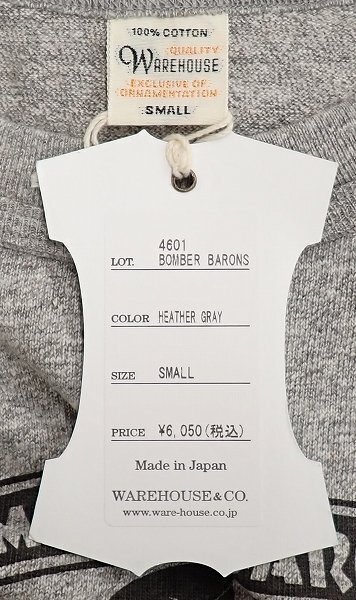 100% COTTON
QUALITY
WAREHOUSE
EXCLUSIVE OF
ORNAMENTATION
SMALL
4601
LOT. BOMBER BARONS
COLOR HEATHER GRAY
SIZE SMALL
PRICE ¥6,050(税込)
Made in Japan
WAREHOUSE & CO.
www.ware-house.co.jp